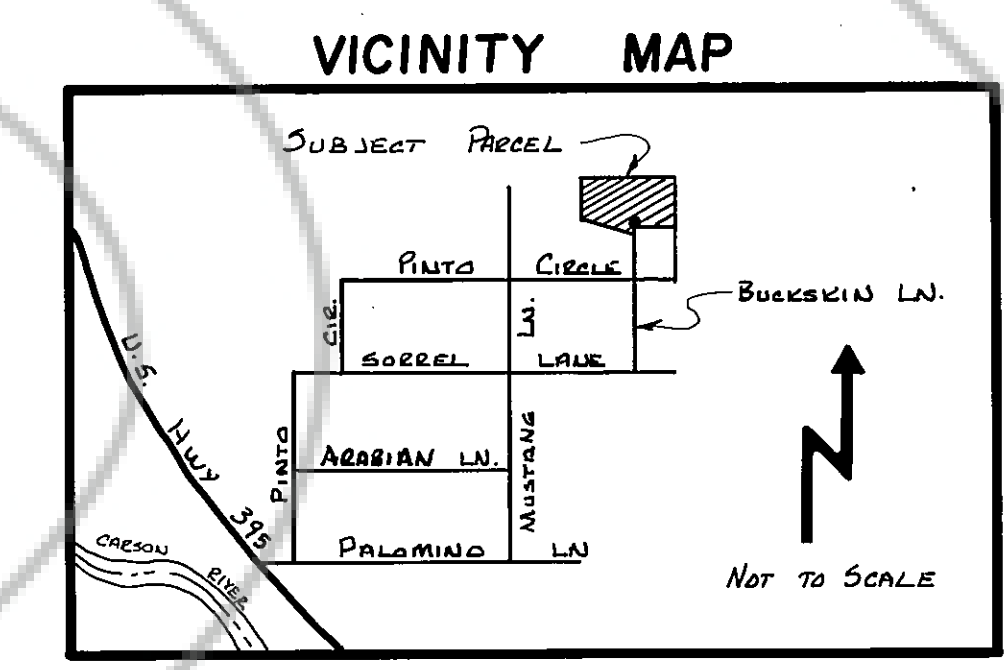 VICINITY MAP
SUBJECT PARCEL
PINTO CIRCLE
BUCKSKIN LN.
CIR.
LN.
SORREL LANE
U.S. HWY 395
PINTO
ARABIAN LN.
MUSTANG
CARSON RIVER
PALOMINO LN
NOT TO SCALE